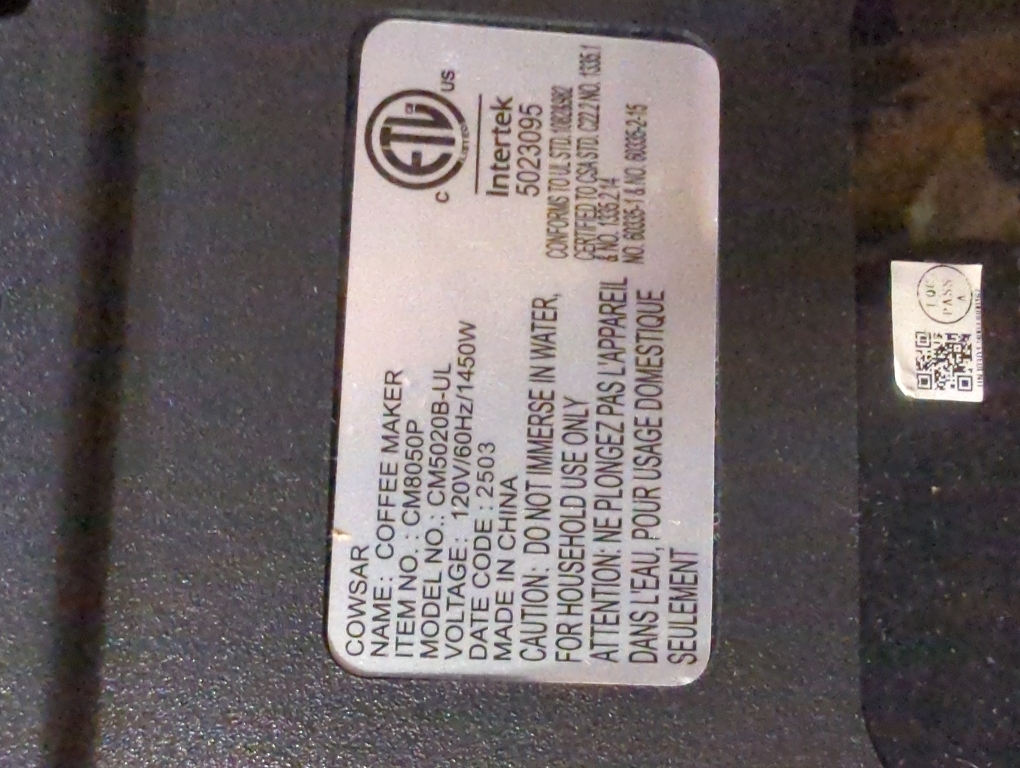 COWSAR
NAME: COFFEE MAKER
ITEM NO.: CM8050P
MODEL NO.: CM5020B-UL
VOLTAGE: 120V/60Hz/1450W
DATE CODE: 2503
MADE IN CHINA
CAUTION: DO NOT IMMERSE IN WATER,
FOR HOUSEHOLD USE ONLY
ATTENTION: NE PLONGEZ PAS L'APPAREIL
DANS L'EAU, POUR USAGE DOMESTIQUE
SEULEMENT
C ETL US
Intertek
5023095
CONFORMS TO UL STD. 1082&982
CERTIFIED TO CSA STD. C22.2 NO. 1335.1
& NO. 1335.2.14
NO. 60335-1 & NO. 60335-2-15
PASS
A